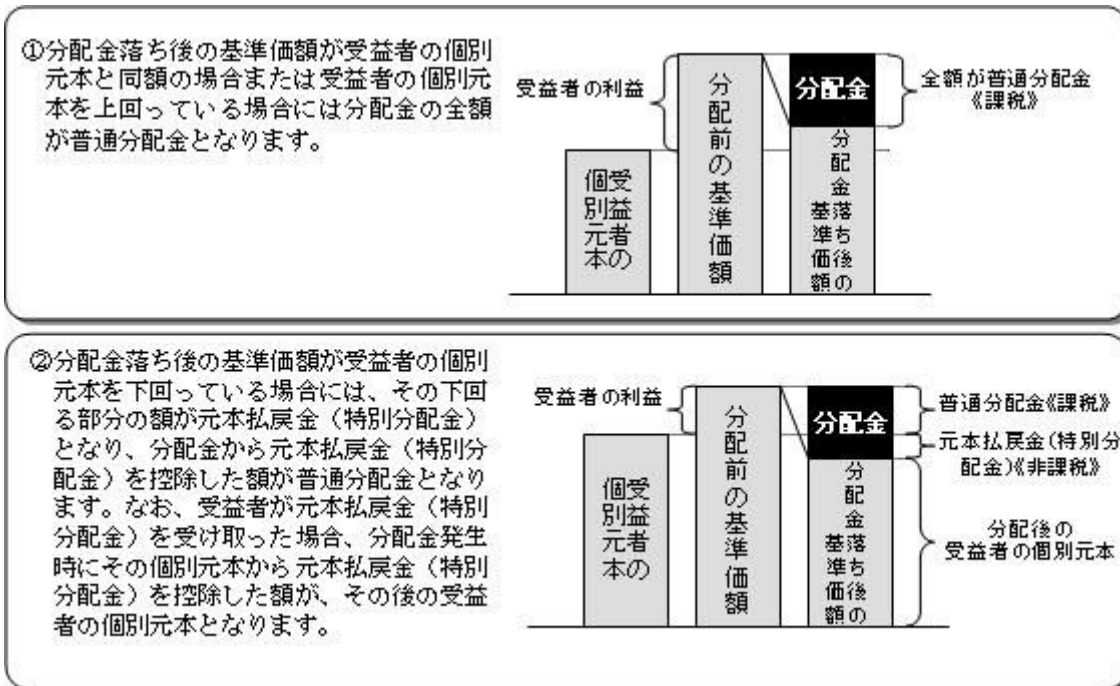 ①分配金落ち後の基準価額が受益者の個別
元本と同額の場合または受益者の個別元
本を上回っている場合には分配金の全額
が普通分配金となります。
受益者の利益
受益者の
個別元本
分配前の基準価額
分配金
分配金落ち後の
基準価額
全額が普通分配金
《課税》
②分配金落ち後の基準価額が受益者の個別
元本を下回っている場合には、その下回
る部分の額が元本払戻金（特別分配金）
となり、分配金から元本払戻金（特別分
配金）を控除した額が普通分配金となり
ます。なお、受益者が元本払戻金（特別
分配金）を受け取った場合、分配金発生
時にその個別元本から元本払戻金（特別
分配金）を控除した額が、その後の受益
者の個別元本となります。
受益者の利益
受益者の
個別元本
分配前の基準価額
分配金
分配金落ち後の
基準価額
普通分配金《課税》
元本払戻金(特別分
配金)《非課税》
分配後の
受益者の個別元本